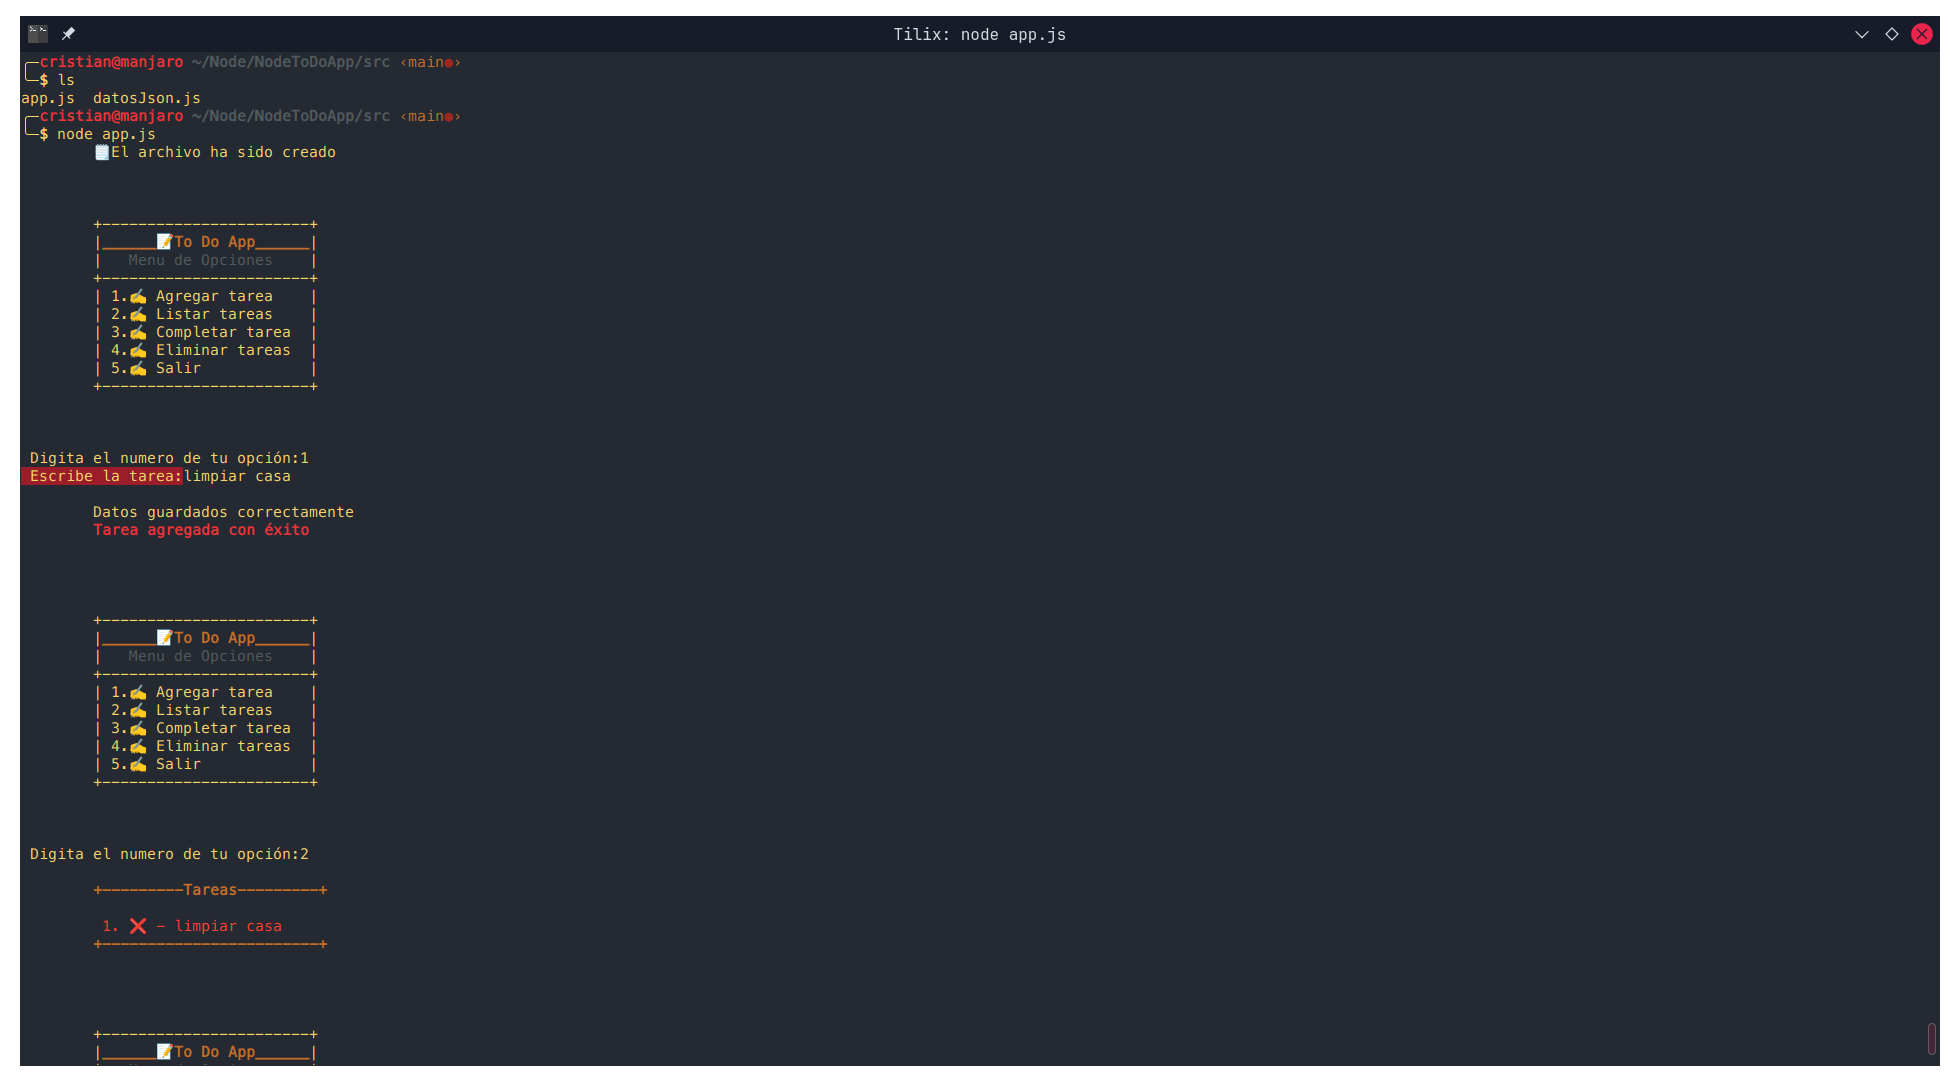 Tilix: node app.js
cristian@manjaro ~/Node/NodeToDoApp/src ‹main●›
$ ls
app.js  datosJson.js
cristian@manjaro ~/Node/NodeToDoApp/src ‹main●›
$ node app.js
🗒️El archivo ha sido creado
+-----------------------+
|______📝To Do App______|
|   Menu de Opciones    |
+-----------------------+
| 1.✍ Agregar tarea    |
| 2.✍ Listar tareas    |
| 3.✍ Completar tarea  |
| 4.✍ Eliminar tareas  |
| 5.✍ Salir            |
+-----------------------+
Digita el numero de tu opción:1
Escribe la tarea:limpiar casa
Datos guardados correctamente
Tarea agregada con éxito
+-----------------------+
|______📝To Do App______|
|   Menu de Opciones    |
+-----------------------+
| 1.✍ Agregar tarea    |
| 2.✍ Listar tareas    |
| 3.✍ Completar tarea  |
| 4.✍ Eliminar tareas  |
| 5.✍ Salir            |
+-----------------------+
Digita el numero de tu opción:2
+---------Tareas---------+
1. ❌ - limpiar casa
+------------------------+
+-----------------------+
|______📝To Do App______|